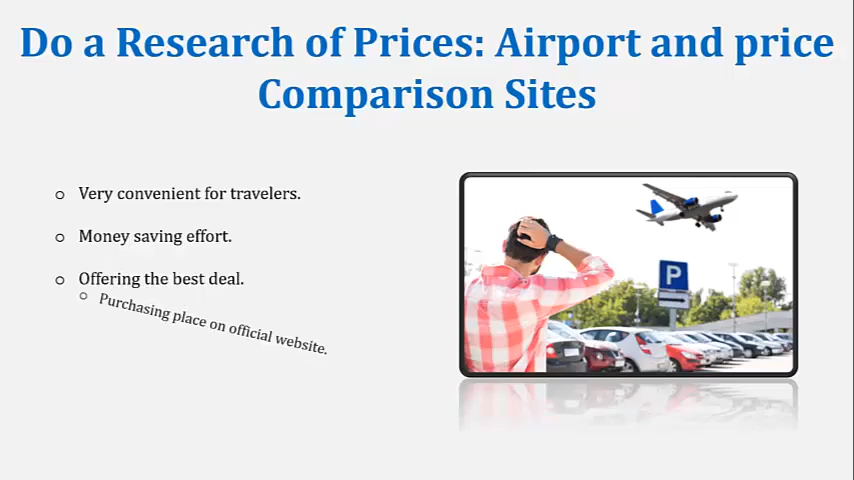 Do a Research of Prices: Airport and price
Comparison Sites
Very convenient for travelers.
Money saving effort.
Offering the best deal.
Purchasing place on official website.
P